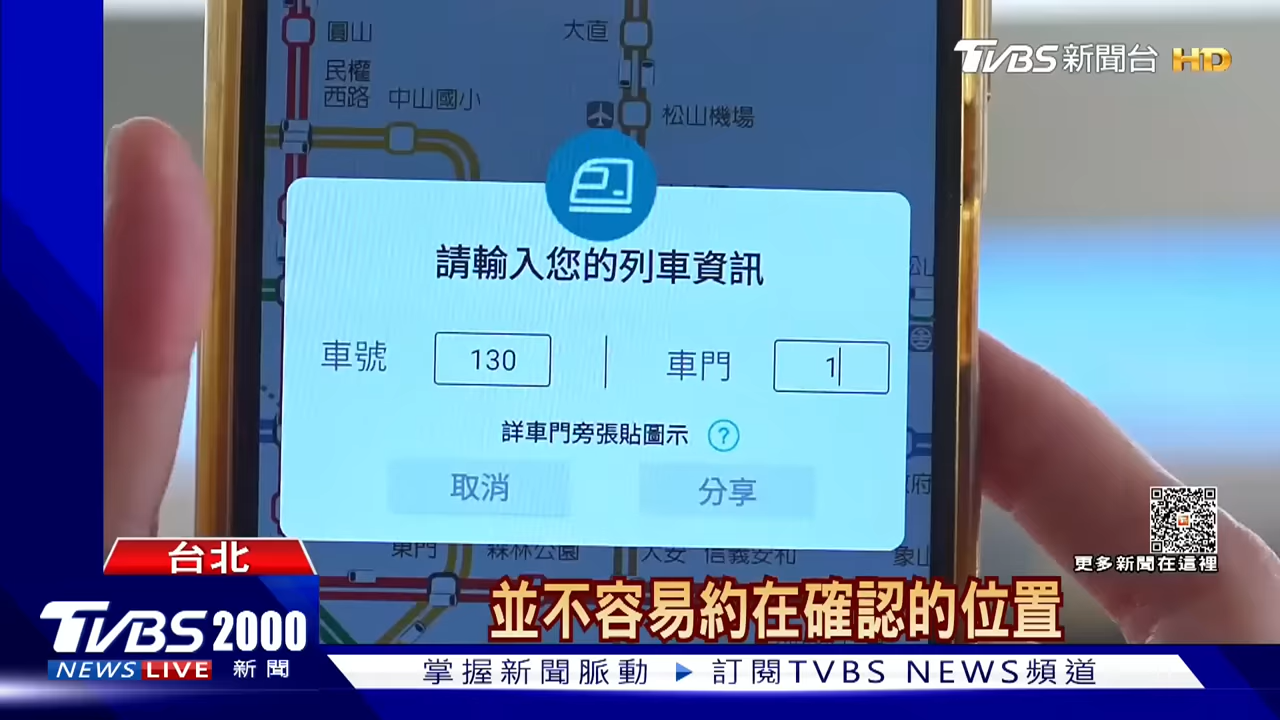 圓山
大直
TVBS新聞台 HD
民權
西路
中山國小
松山機場
請輸入您的列車資訊
車號 130 車門 1
詳車門旁張貼圖示 ?
取消 分享
東門 森林公園 大安 信義安和 象山
更多新聞在這裡
台北
並不容易約在確認的位置
TVBS 2000
NEWS LIVE 新聞
掌握新聞脈動 ▶ 訂閱TVBS NEWS頻道